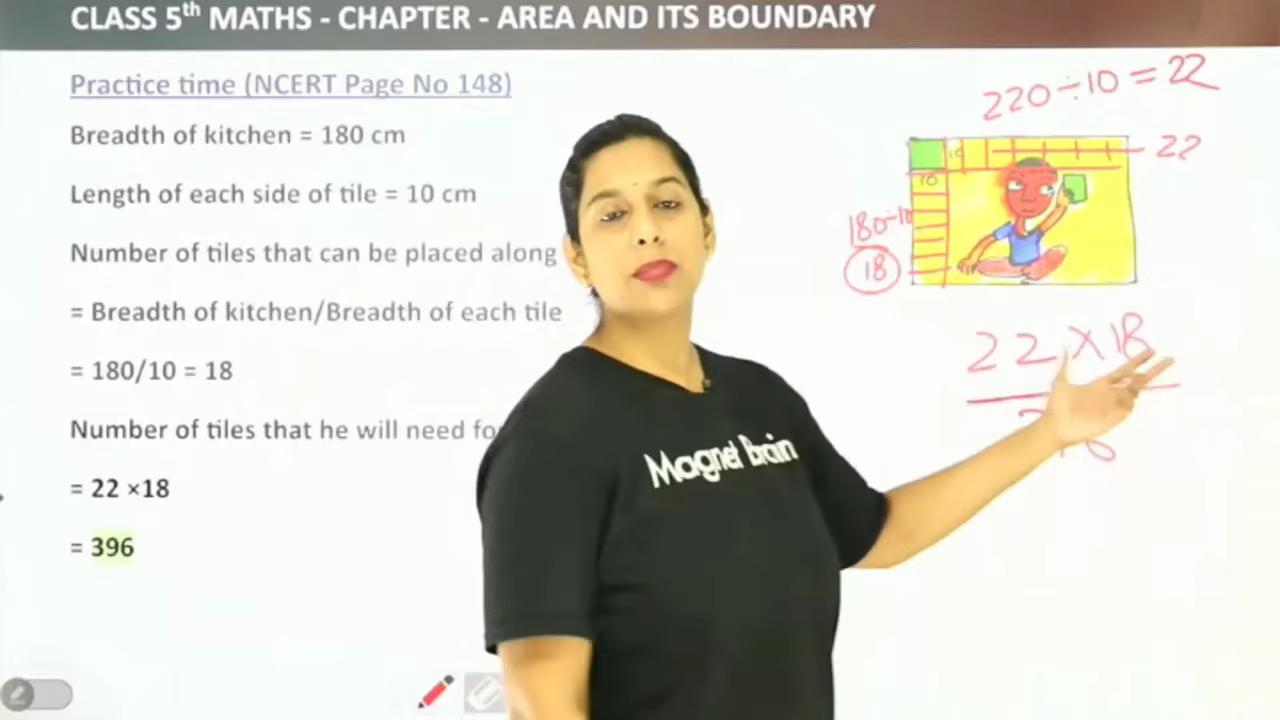 CLASS 5th MATHS - CHAPTER - AREA AND ITS BOUNDARY
Practice time (NCERT Page No 148)
Breadth of kitchen = 180 cm
Length of each side of tile = 10 cm
Number of tiles that can be placed along
= Breadth of kitchen/Breadth of each tile
= 180/10 = 18
Number of tiles that he will need for
= 22 ×18
= 396
220÷10 = 22
10
22
10
180÷10
18
22×18
Magnet Brain